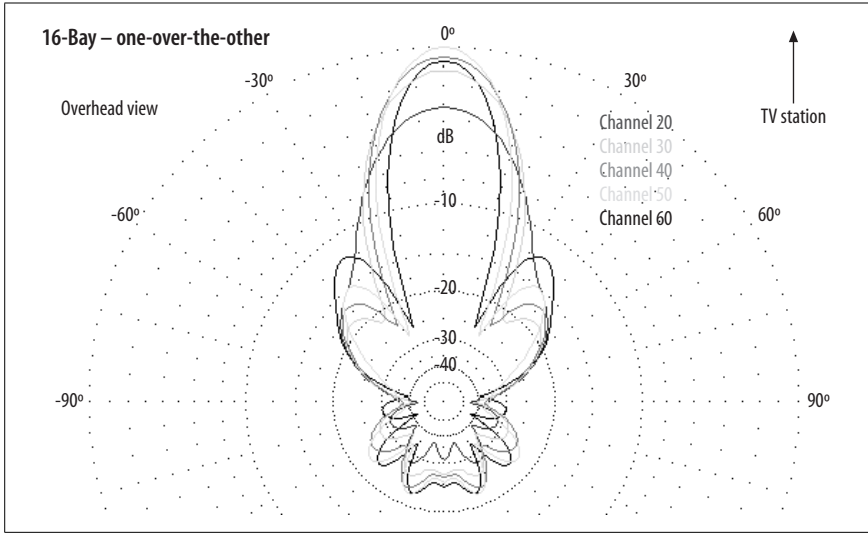 16-Bay – one-over-the-other
0º
-30º
30º
Overhead view
TV station
Channel 20
Channel 30
Channel 40
Channel 50
Channel 60
dB
-10
-60º
60º
-20
-30
-40
-90º
90º